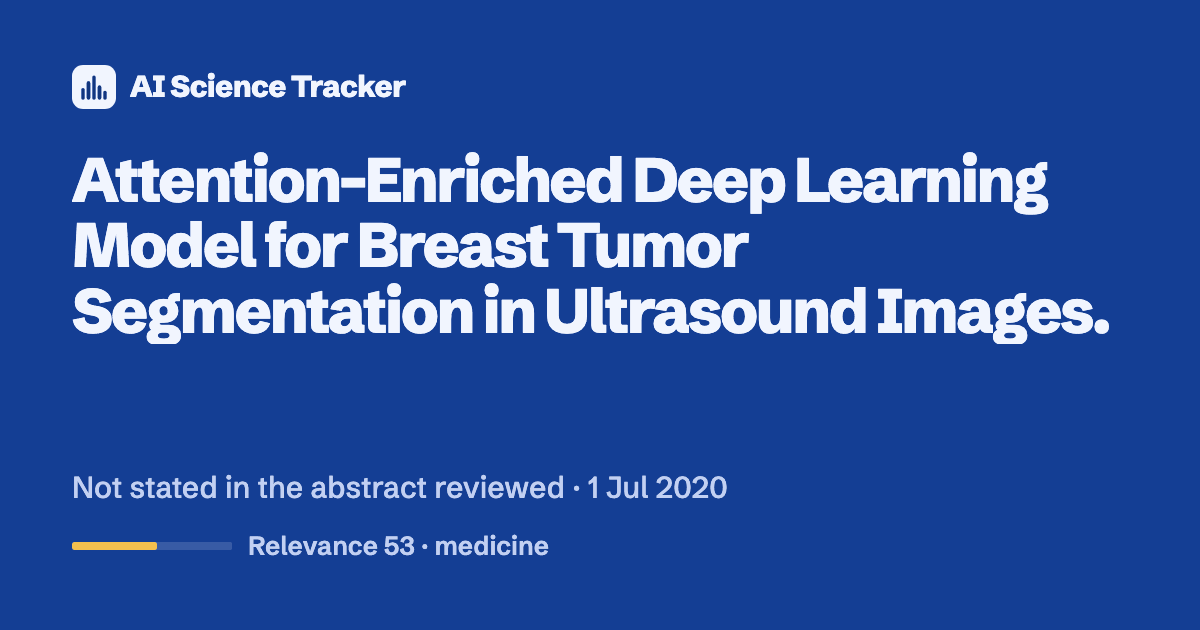 AI Science Tracker
Attention-Enriched Deep Learning
Model for Breast Tumor
Segmentation in Ultrasound Images.
Not stated in the abstract reviewed · 1 Jul 2020
Relevance 53 · medicine